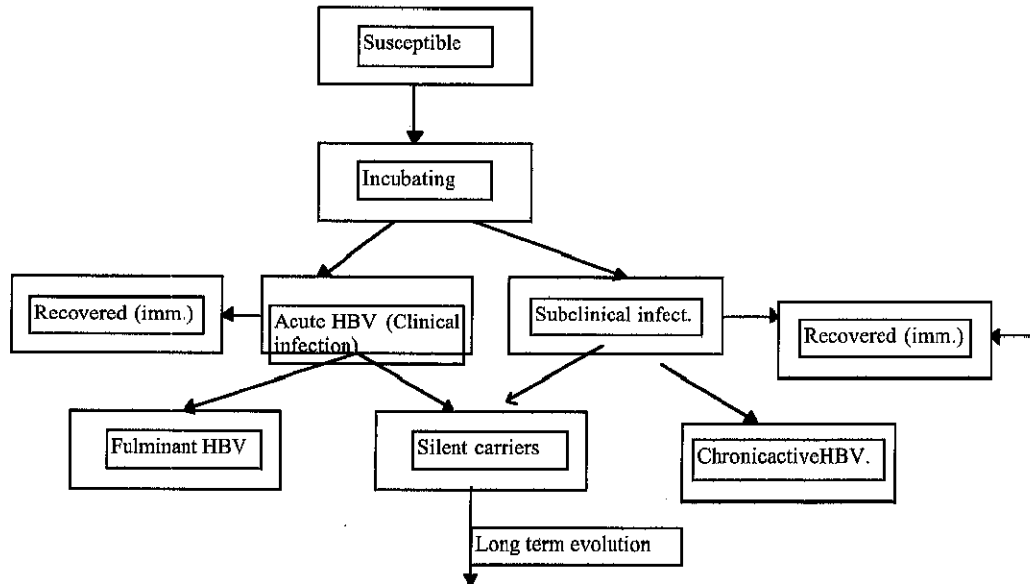 Susceptible
Incubating
Recovered (imm.)
Acute HBV (Clinical
infection)
Subclinical infect.
Recovered (imm.)
Fulminant HBV
Silent carriers
ChronicactiveHBV.
Long term evolution